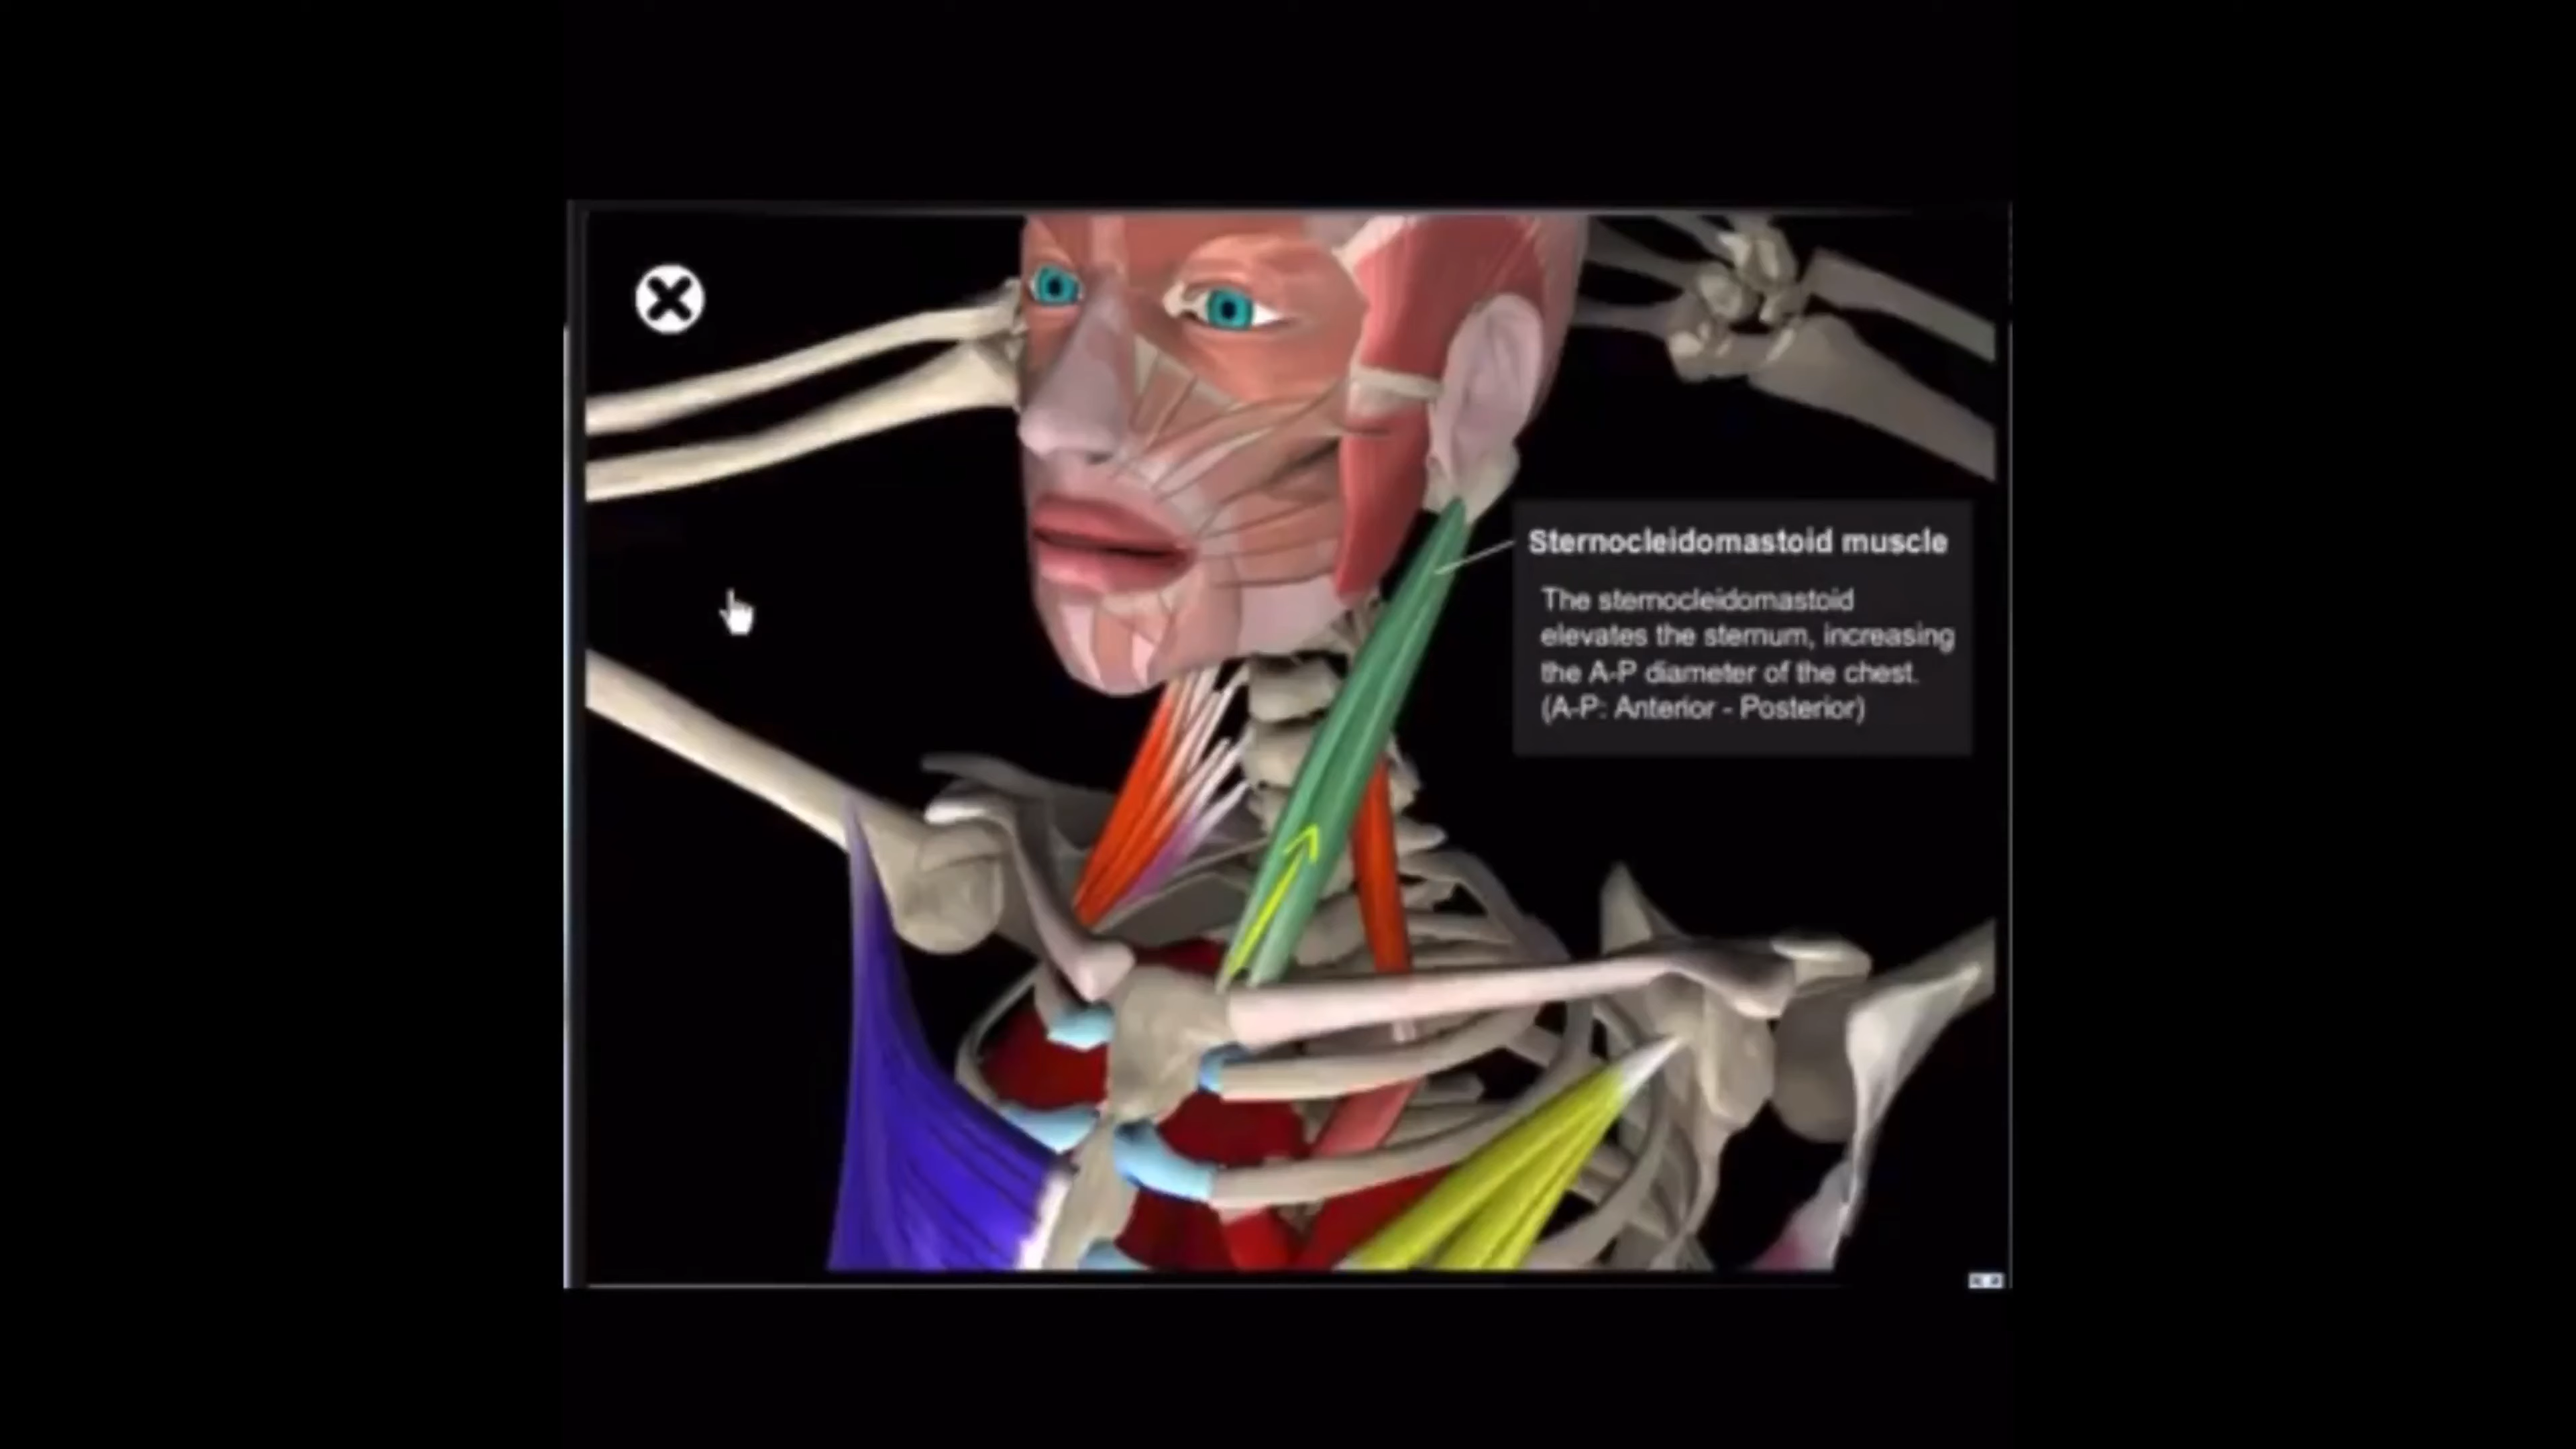 Sternocleidomastoid muscle
The sternocleidomastoid
elevates the sternum, increasing
the A-P diameter of the chest.
(A-P: Anterior - Posterior)